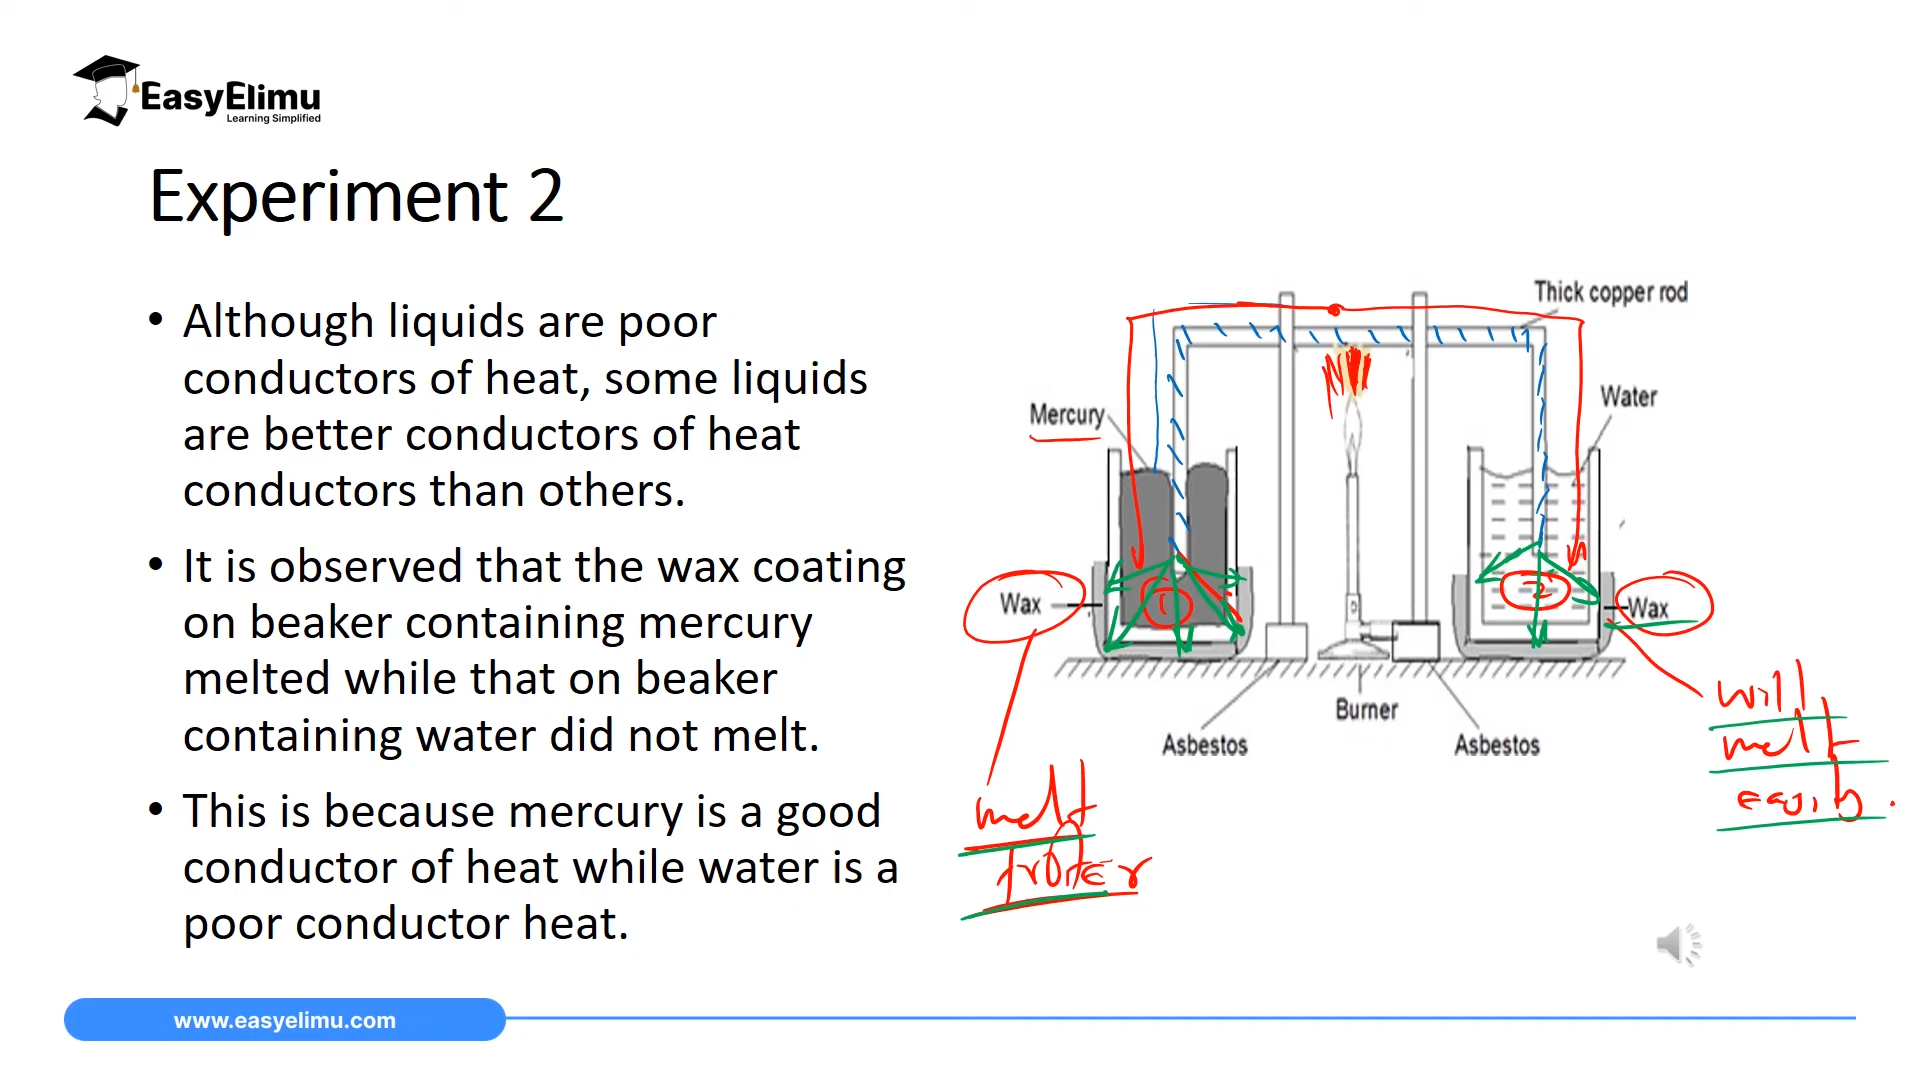 EasyElimu
Learning Simplified
Experiment 2
• Although liquids are poor
conductors of heat, some liquids
are better conductors of heat
conductors than others.
• It is observed that the wax coating
on beaker containing mercury
melted while that on beaker
containing water did not melt.
• This is because mercury is a good
conductor of heat while water is a
poor conductor heat.
Thick copper rod
Mercury
Water
Wax
1
2
Wax
Burner
Asbestos
Asbestos
melt
will
melt
www.easyelimu.com